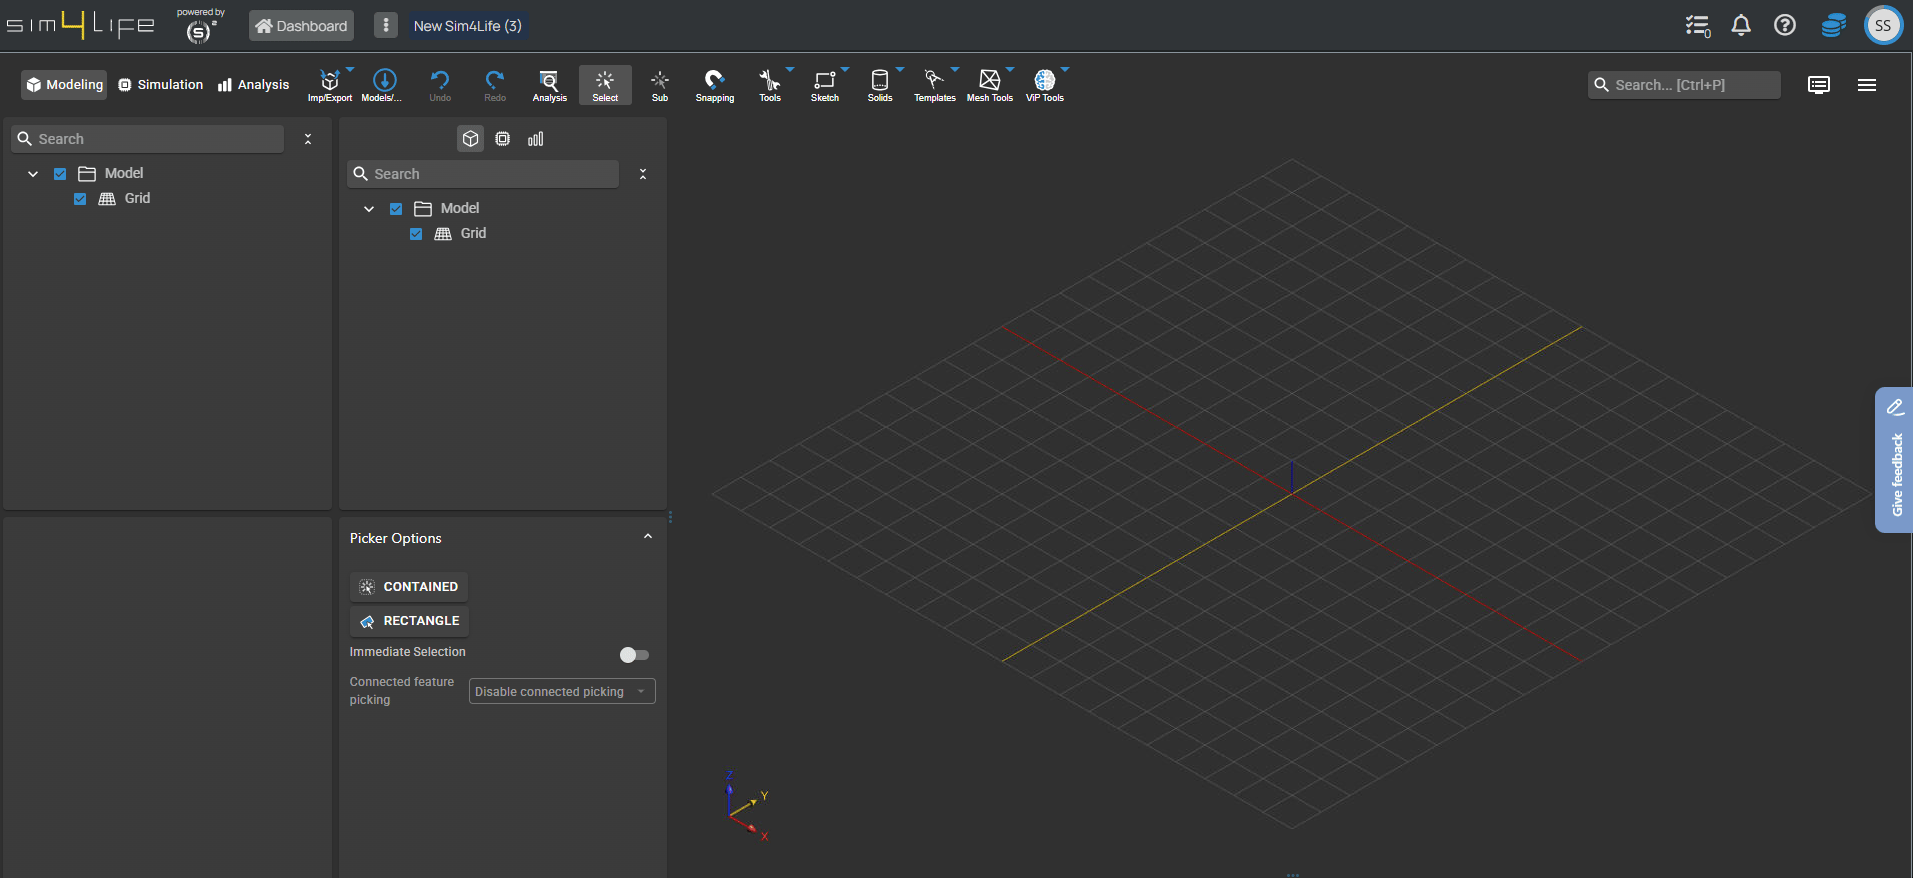 sim4life
powered by
S 2
Dashboard
New Sim4Life (3)
0
SS
Modeling
Simulation
Analysis
Imp/Export
Models/...
Undo
Redo
Analysis
Select
Sub
Snapping
Tools
Sketch
Solids
Templates
Mesh Tools
ViP Tools
Search... [Ctrl+P]
Search
Model
Grid
Search
Model
Grid
Give feedback
Picker Options
CONTAINED
RECTANGLE
Immediate Selection
Connected feature
picking
Disable connected picking
Z
Y
X